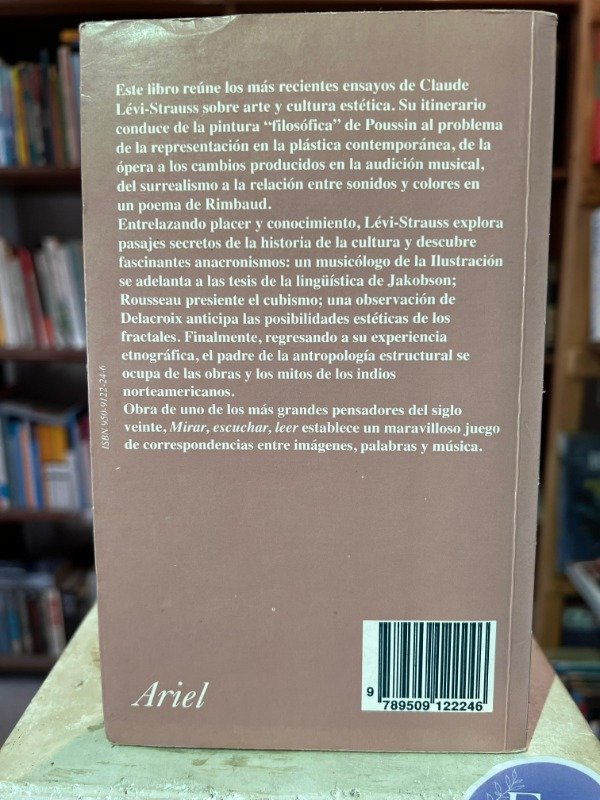 Este libro reúne los más recientes ensayos de Claude
Lévi-Strauss sobre arte y cultura estética. Su itinerario
conduce de la pintura “filosófica” de Poussin al problema
de la representación en la plástica contemporánea, de la
ópera a los cambios producidos en la audición musical,
del surrealismo a la relación entre sonidos y colores en
un poema de Rimbaud.
Entrelazando placer y conocimiento, Lévi-Strauss explora
pasajes secretos de la historia de la cultura y descubre
fascinantes anacronismos: un musicólogo de la Ilustración
se adelanta a las tesis de la lingüística de Jakobson;
Rousseau presiente el cubismo; una observación de
Delacroix anticipa las posibilidades estéticas de los
fractales. Finalmente, regresando a su experiencia
etnográfica, el padre de la antropología estructural se
ocupa de las obras y los mitos de los indios
norteamericanos.
Obra de uno de los más grandes pensadores del siglo
veinte, Mirar, escuchar, leer establece un maravilloso juego
de correspondencias entre imágenes, palabras y música.
ISBN 950-9122-24-6
Ariel
9 789509 122246